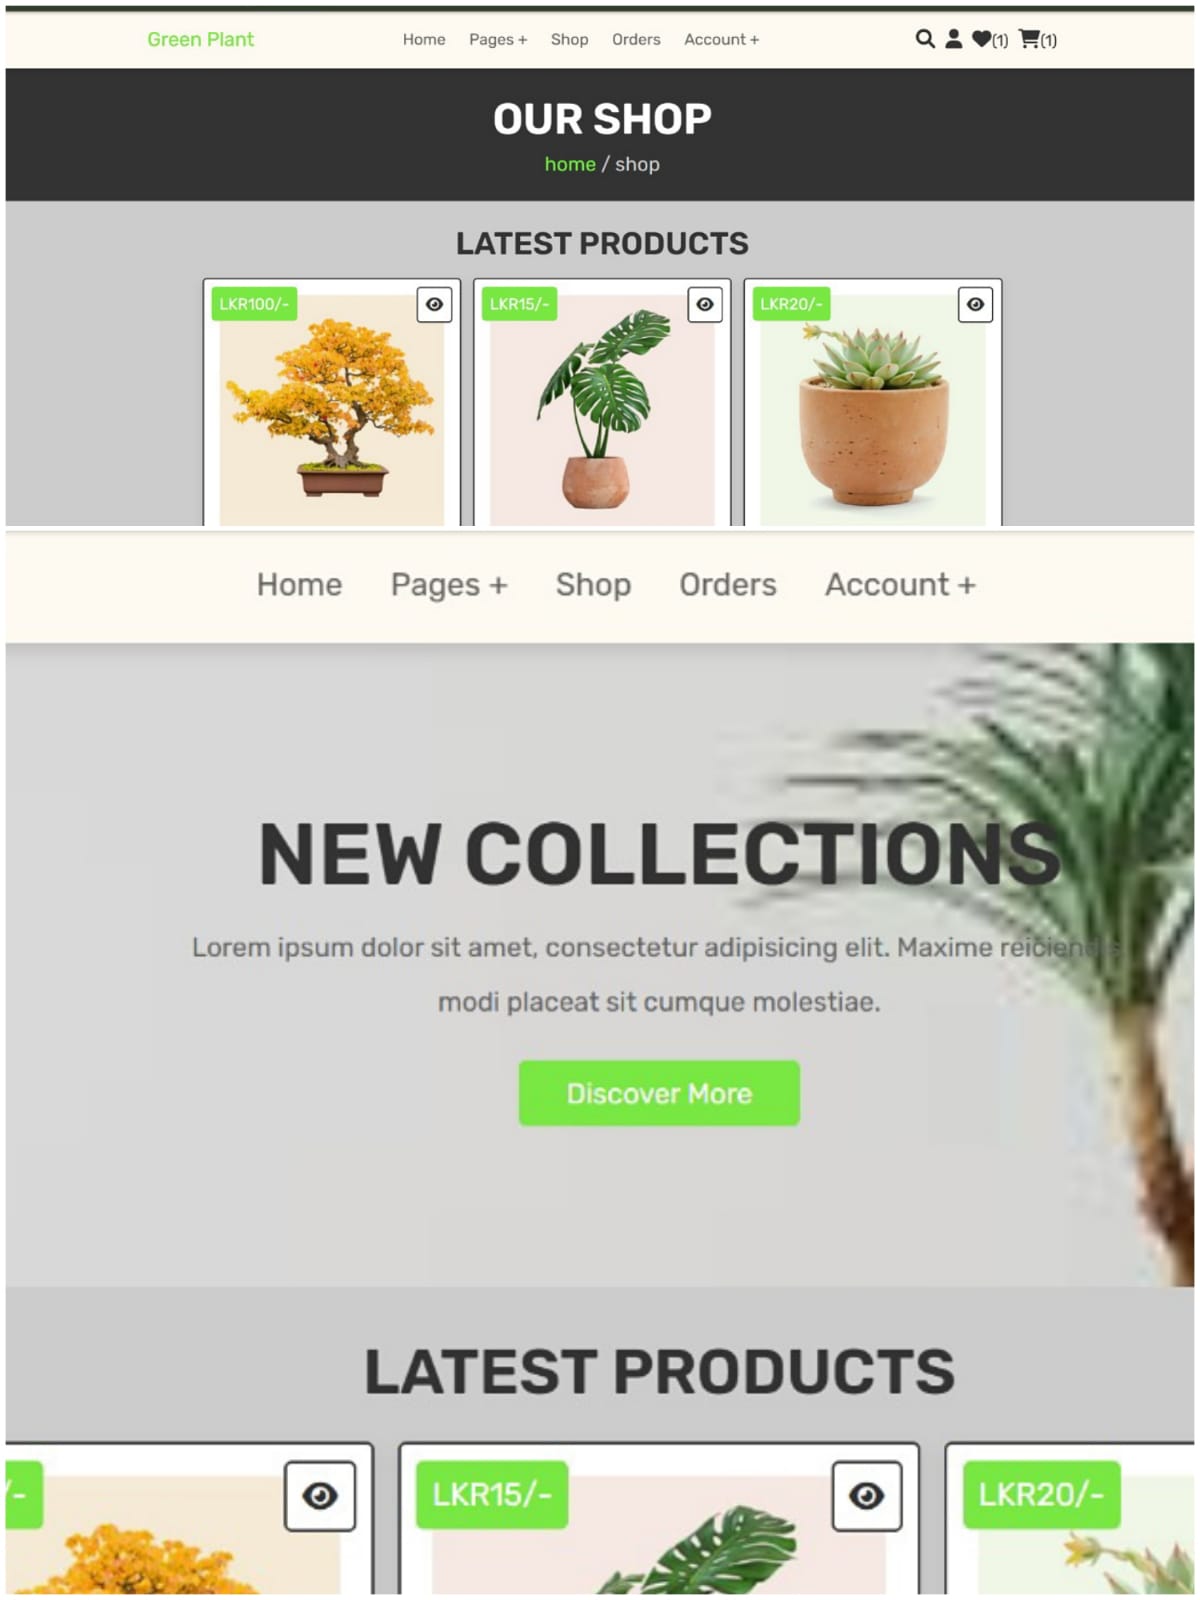 Green Plant Home Pages + Shop Orders Account + (1) (1)
OUR SHOP
home / shop
LATEST PRODUCTS
LKR100/- LKR15/- LKR20/-
Home Pages + Shop Orders Account +
NEW COLLECTIONS
Lorem ipsum dolor sit amet, consectetur adipisicing elit. Maxime reiciendis
modi placeat sit cumque molestiae.
Discover More
LATEST PRODUCTS
/- LKR15/- LKR20/-